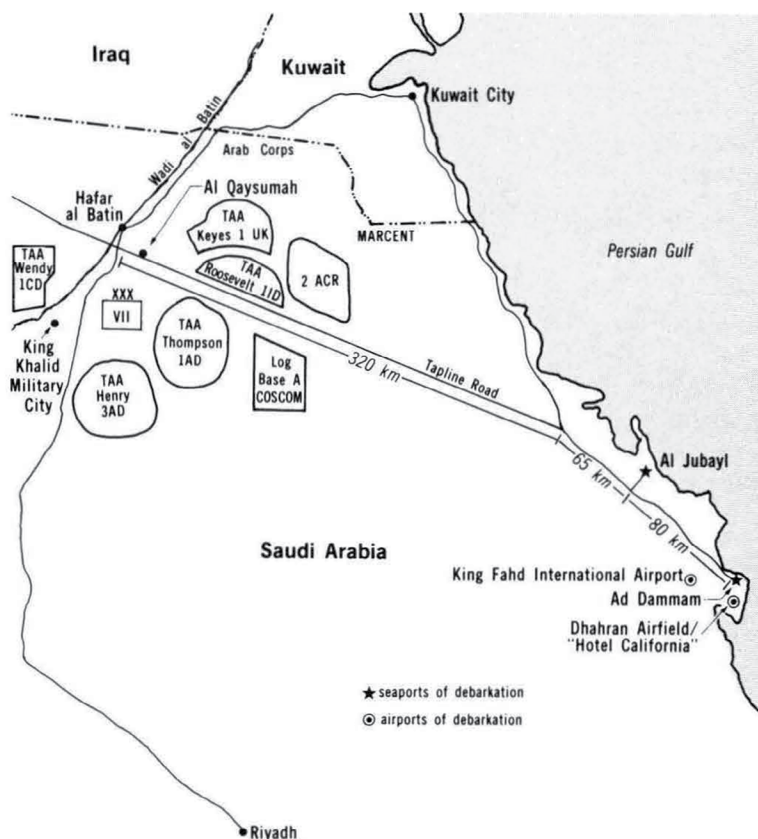 Iraq
Kuwait
Kuwait City
Wadi al Batin
Arab Corps
Hafar
al Batin
Al Qaysumah
TAA
Keyes 1 UK
MARCENT
Persian Gulf
TAA
Wendy
1CD
TAA
Roosevelt 1ID
2 ACR
XXX
VII
TAA
Thompson
1AD
King
Khalid
Military
City
Log
Base A
COSCOM
320 km
Tapline Road
TAA
Henry
3AD
65 km
Al Jubayl
80 km
Saudi Arabia
King Fahd International Airport
Ad Dammam
Dhahran Airfield/
"Hotel California"
★ seaports of debarkation
airports of debarkation
Riyadh